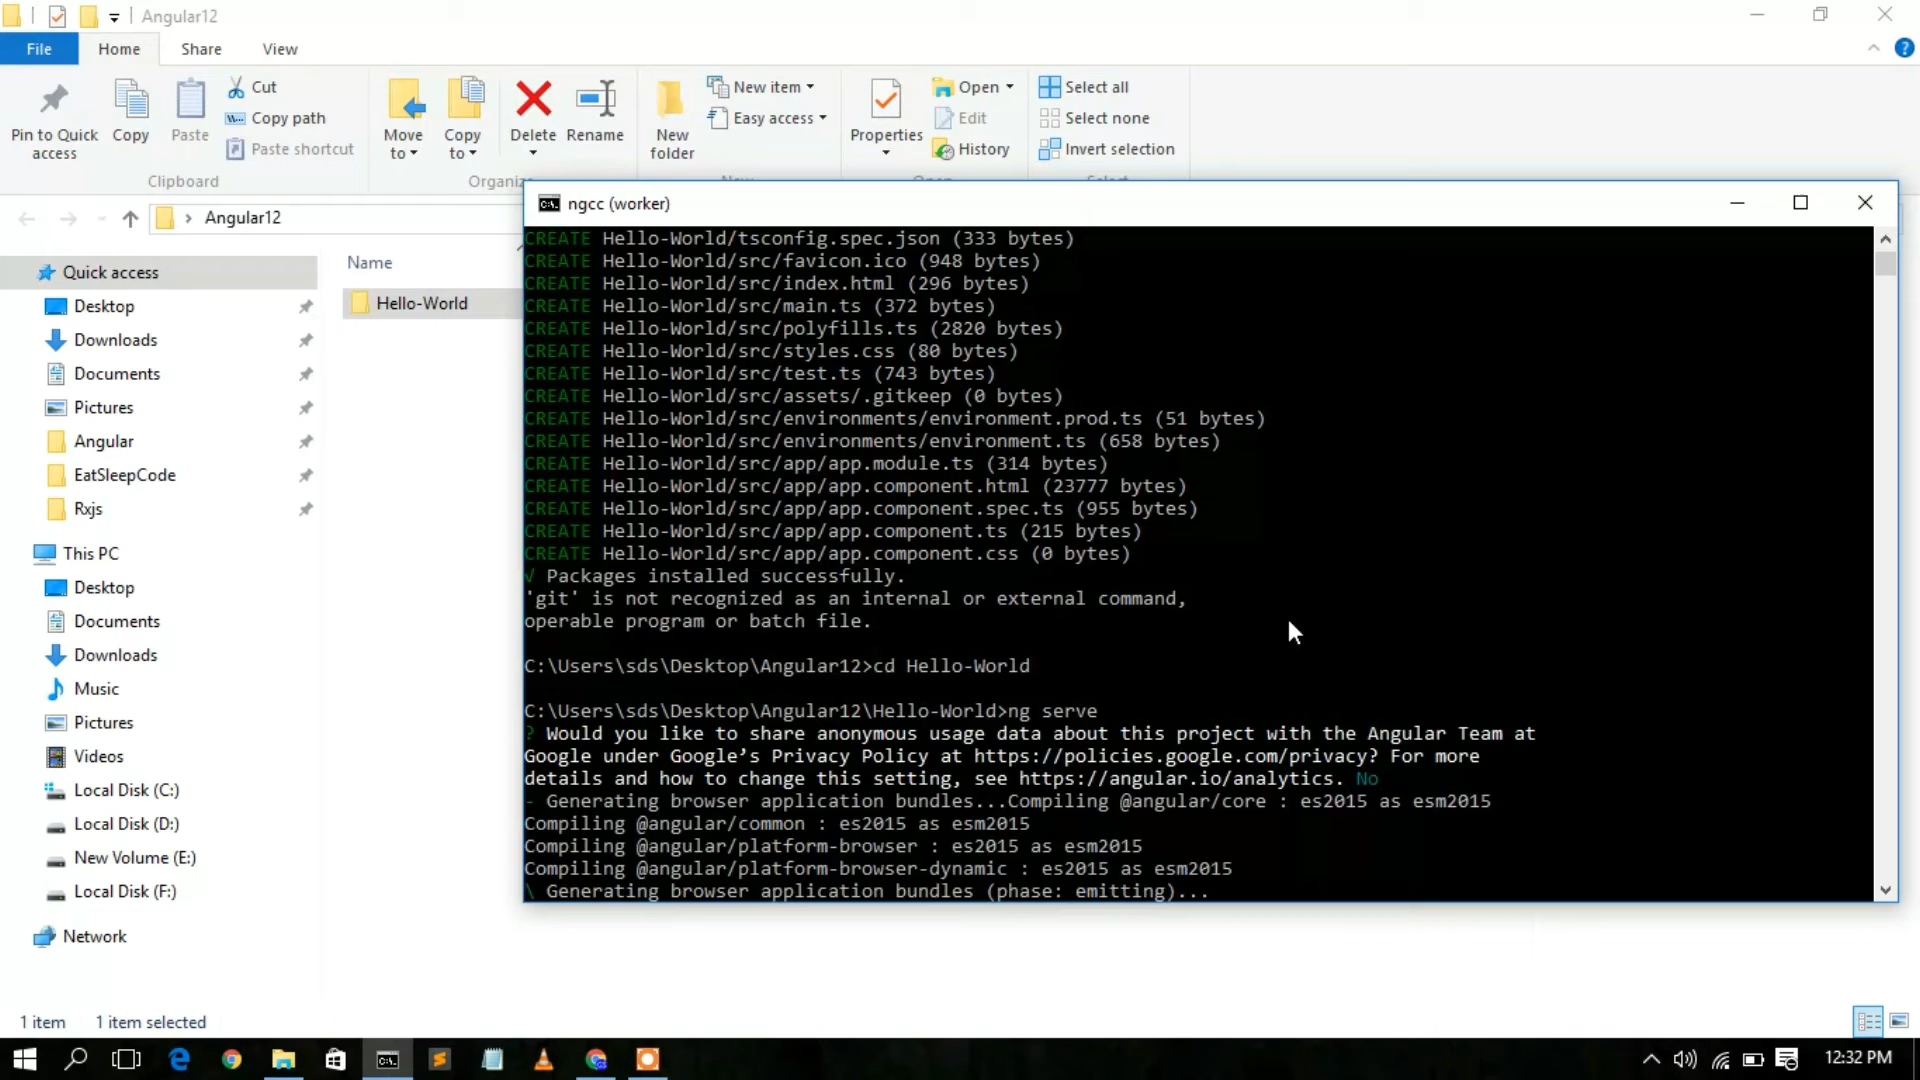 Angular12
File
Home
Share
View
Pin to Quick access
Copy
Paste
Cut
Copy path
Paste shortcut
Clipboard
Move to
Copy to
Delete
Rename
Organiz
New folder
New item
Easy access
Properties
Open
Edit
History
Select all
Select none
Invert selection
Angular12
Quick access
Desktop
Downloads
Documents
Pictures
Angular
EatSleepCode
Rxjs
This PC
Desktop
Documents
Downloads
Music
Pictures
Videos
Local Disk (C:)
Local Disk (D:)
New Volume (E:)
Local Disk (F:)
Network
Name
Hello-World
ngcc (worker)
CREATE Hello-World/tsconfig.spec.json (333 bytes)
CREATE Hello-World/src/favicon.ico (948 bytes)
CREATE Hello-World/src/index.html (296 bytes)
CREATE Hello-World/src/main.ts (372 bytes)
CREATE Hello-World/src/polyfills.ts (2820 bytes)
CREATE Hello-World/src/styles.css (80 bytes)
CREATE Hello-World/src/test.ts (743 bytes)
CREATE Hello-World/src/assets/.gitkeep (0 bytes)
CREATE Hello-World/src/environments/environment.prod.ts (51 bytes)
CREATE Hello-World/src/environments/environment.ts (658 bytes)
CREATE Hello-World/src/app/app.module.ts (314 bytes)
CREATE Hello-World/src/app/app.component.html (23777 bytes)
CREATE Hello-World/src/app/app.component.spec.ts (955 bytes)
CREATE Hello-World/src/app/app.component.ts (215 bytes)
CREATE Hello-World/src/app/app.component.css (0 bytes)
√ Packages installed successfully.
'git' is not recognized as an internal or external command,
operable program or batch file.
C:\Users\sds\Desktop\Angular12>cd Hello-World
C:\Users\sds\Desktop\Angular12\Hello-World>ng serve
? Would you like to share anonymous usage data about this project with the Angular Team at
Google under Google’s Privacy Policy at https://policies.google.com/privacy? For more
details and how to change this setting, see https://angular.io/analytics. No
- Generating browser application bundles...Compiling @angular/core : es2015 as esm2015
Compiling @angular/common : es2015 as esm2015
Compiling @angular/platform-browser : es2015 as esm2015
Compiling @angular/platform-browser-dynamic : es2015 as esm2015
\ Generating browser application bundles (phase: emitting)...
1 item
1 item selected
12:32 PM